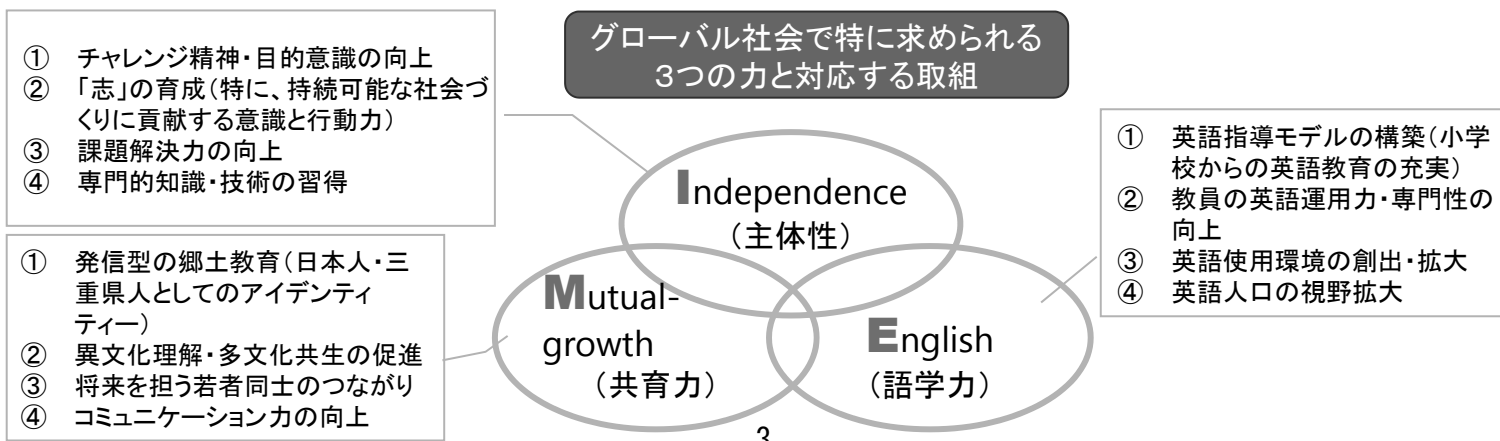 グローバル社会で特に求められる
3つの力と対応する取組
① チャレンジ精神・目的意識の向上
② 「志」の育成(特に、持続可能な社会づ
くりに貢献する意識と行動力)
③ 課題解決力の向上
④ 専門的知識・技術の習得
① 発信型の郷土教育(日本人・三
重県人としてのアイデンティ
ティー)
② 異文化理解・多文化共生の促進
③ 将来を担う若者同士のつながり
④ コミュニケーション力の向上
Independence
(主体性)
Mutual-
growth
(共育力)
English
(語学力)
① 英語指導モデルの構築(小学
校からの英語教育の充実)
② 教員の英語運用力・専門性の
向上
③ 英語使用環境の創出・拡大
④ 英語人口の視野拡大
3